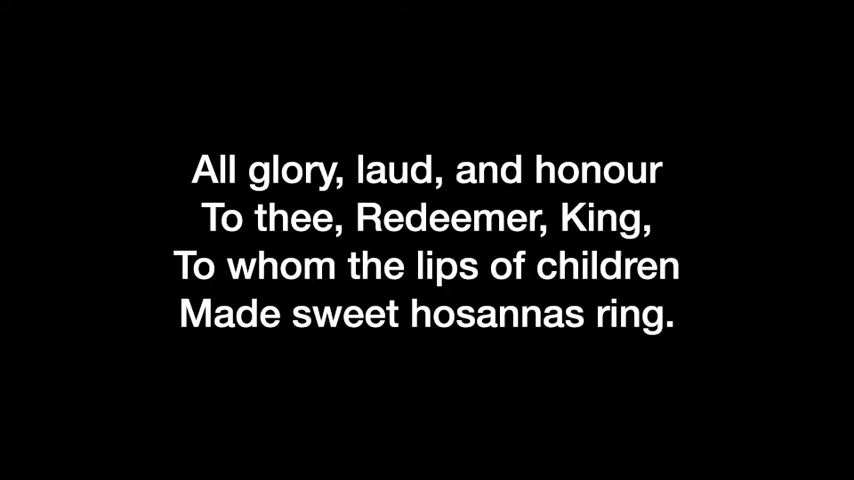 All glory, laud, and honour
To thee, Redeemer, King,
To whom the lips of children
Made sweet hosannas ring.